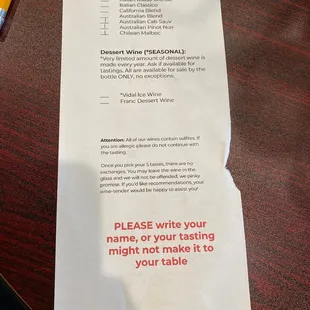 Italian Classico
California Blend
Australian Blend
Australian Cab Sauv
Australian Pinot Noir
Chilean Malbec
Dessert Wine (*SEASONAL):
*Very limited amount of dessert wine is
made every year. Ask if available for
tastings. All are available for sale by the
bottle ONLY, no exceptions.
*Vidal Ice Wine
Franc Dessert Wine
Attention: All of our wines contain sulfites. If
you are allergic please do not continue with
the tasting.
Once you pick your 5 tastes, there are no
exchanges. You may leave the wine in the
glass and we will not be offended, we pinky
promise. If you'd like recommendations, your
wine-tender would be happy to assist you!
PLEASE write your
name, or your tasting
might not make it to
your table